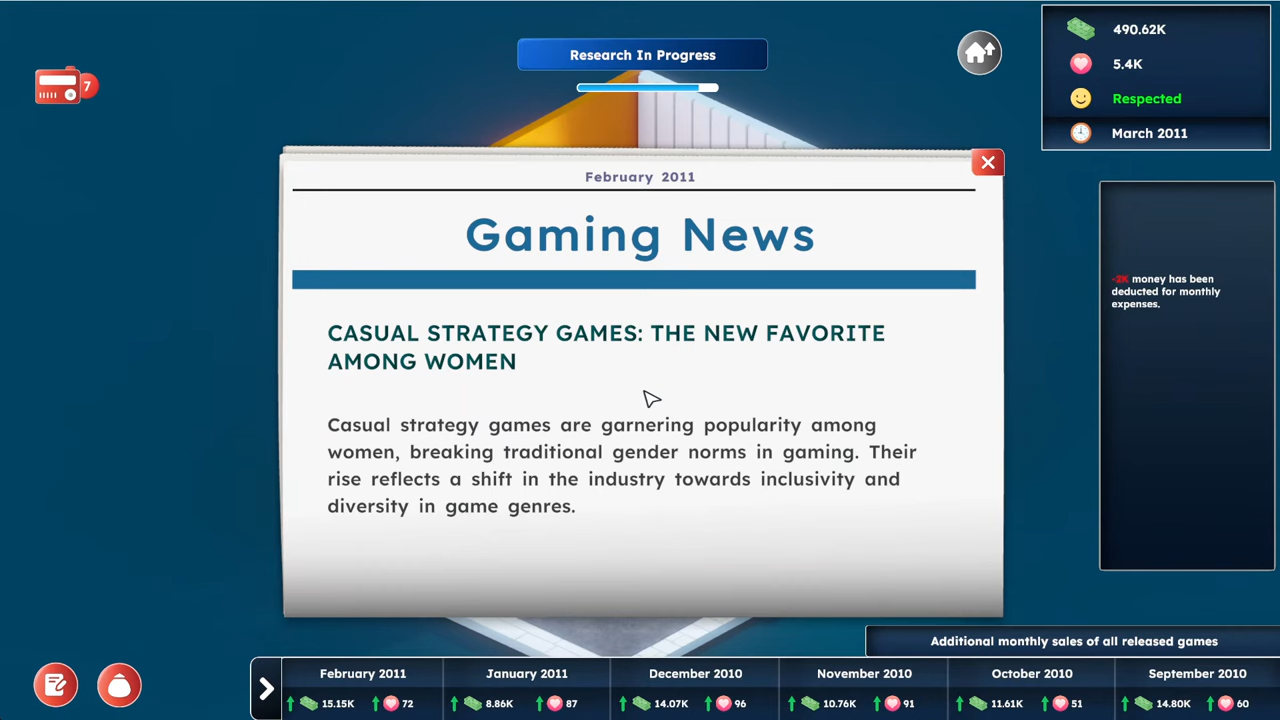 Research In Progress
7
490.62K
5.4K
Respected
March 2011
February 2011
Gaming News
CASUAL STRATEGY GAMES: THE NEW FAVORITE
AMONG WOMEN
Casual strategy games are garnering popularity among
women, breaking traditional gender norms in gaming. Their
rise reflects a shift in the industry towards inclusivity and
diversity in game genres.
-2K money has been
deducted for monthly
expenses.
Additional monthly sales of all released games
February 2011
15.15K 72
January 2011
8.86K 87
December 2010
14.07K 96
November 2010
10.76K 91
October 2010
11.61K 51
September 2010
14.80K 60